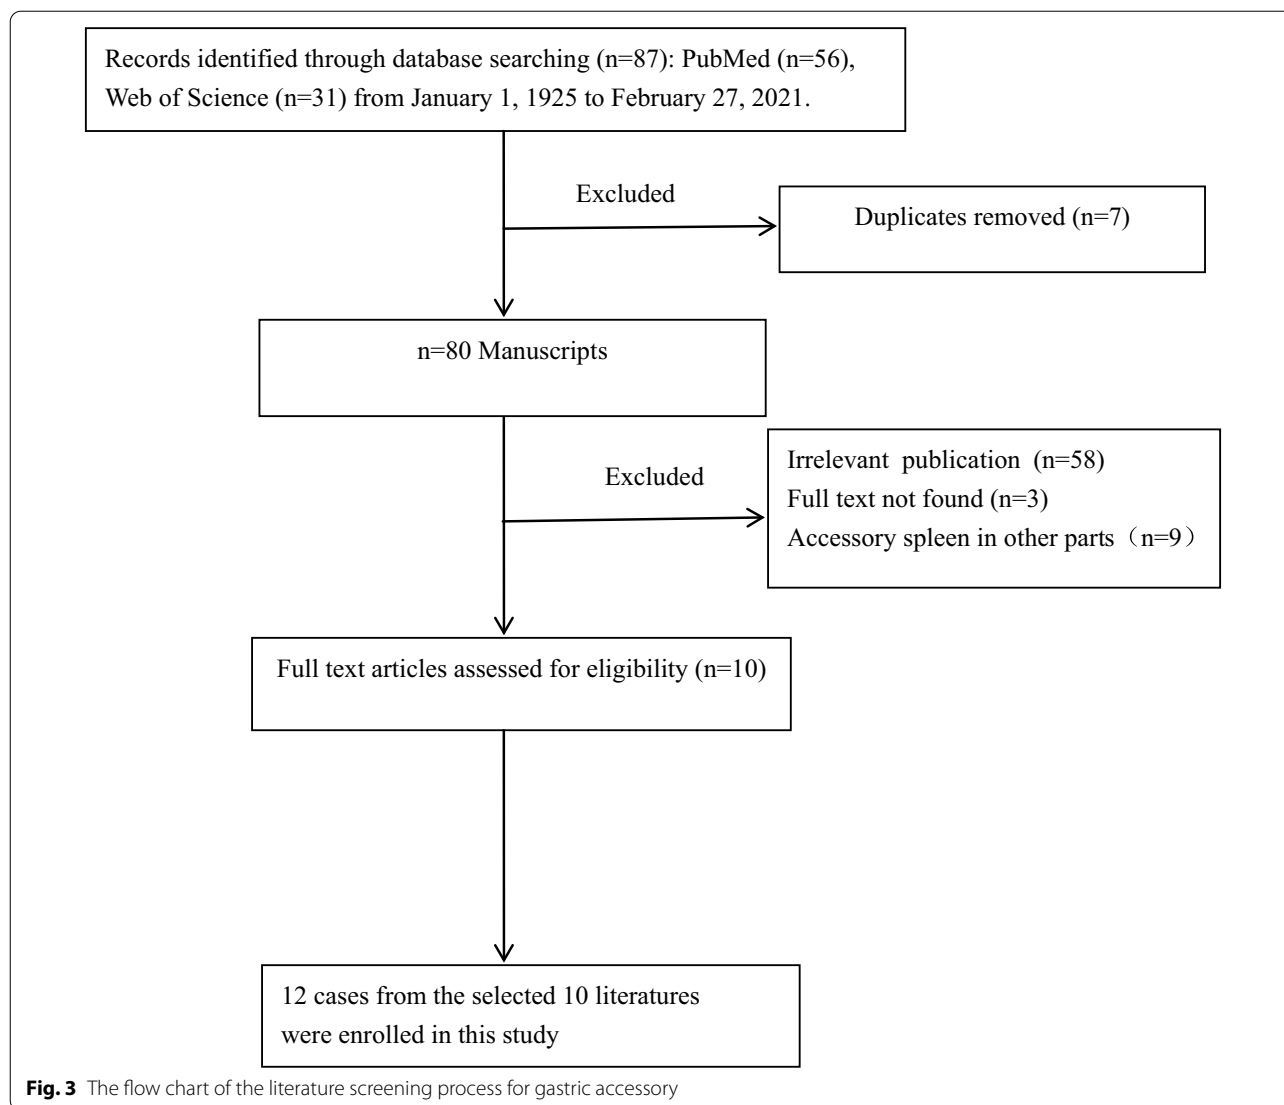 Records identified through database searching (n=87): PubMed (n=56),
Web of Science (n=31) from January 1, 1925 to February 27, 2021.
Excluded
Duplicates removed (n=7)
n=80 Manuscripts
Excluded
Irrelevant publication (n=58)
Full text not found (n=3)
Accessory spleen in other parts（n=9）
Full text articles assessed for eligibility (n=10)
12 cases from the selected 10 literatures
were enrolled in this study
Fig. 3 The flow chart of the literature screening process for gastric accessory